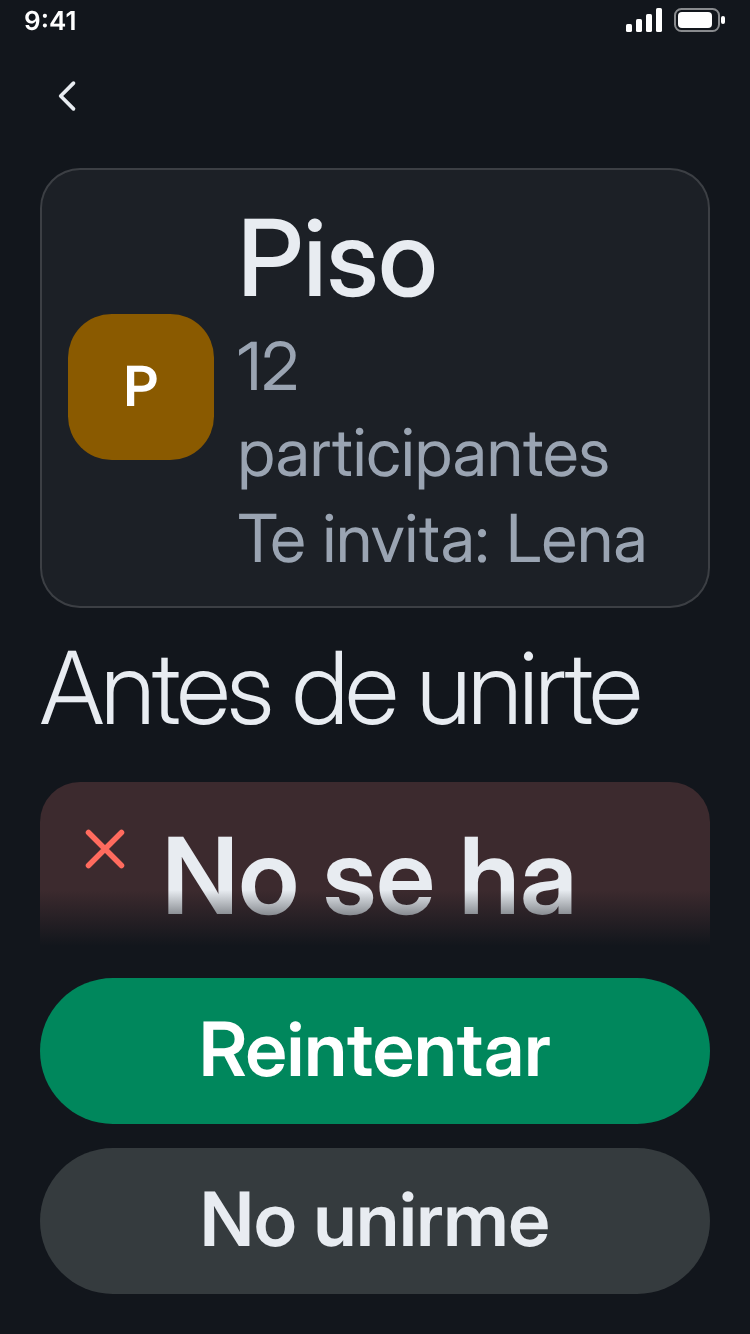 9:41
Piso
P
12
participantes
Te invita: Lena
Antes de unirte
No se ha
Reintentar
No unirme